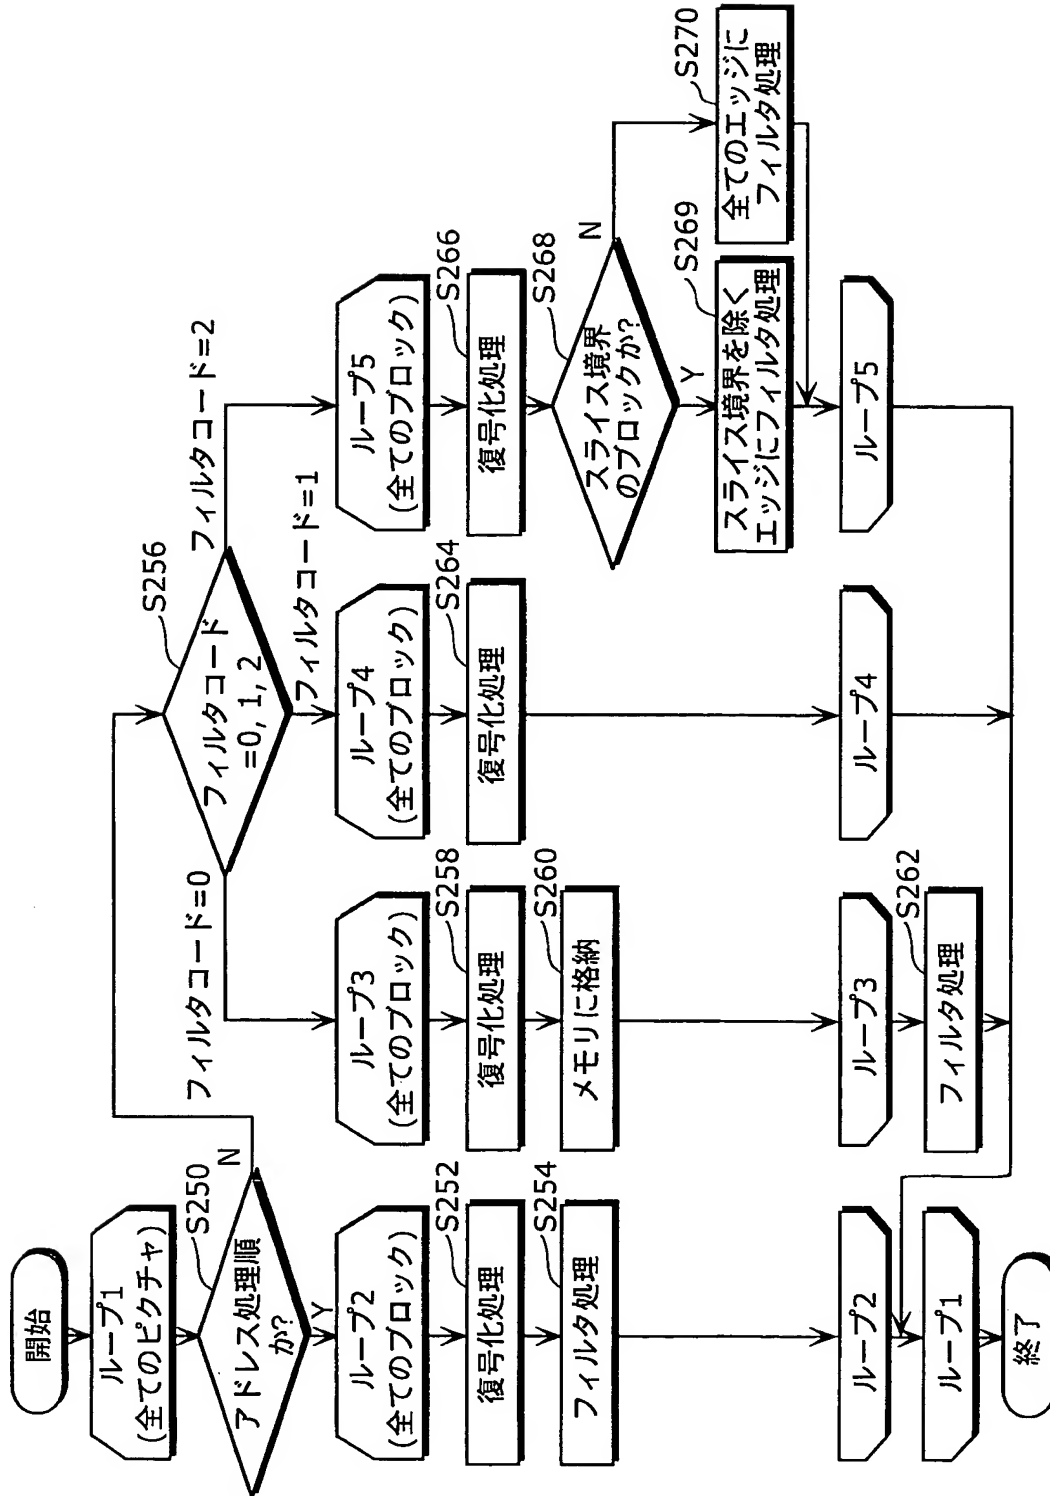 開始
ループ1
(全てのピクチャ)
S250
アドレス処理順
か?
N
Y
ループ2
(全てのブロック)
S252
復号化処理
S254
フィルタ処理
ループ2
ループ1
終了
S256
フィルタコード
=0, 1, 2
フィルタコード=0
フィルタコード=1
フィルタコード=2
ループ3
(全てのブロック)
S258
復号化処理
S260
メモリに格納
ループ3
S262
フィルタ処理
ループ4
(全てのブロック)
S264
復号化処理
ループ4
ループ5
(全てのブロック)
S266
復号化処理
S268
スライス境界
のブロックか?
N
Y
S269
スライス境界を除く
エッジにフィルタ処理
S270
全てのエッジに
フィルタ処理
ループ5